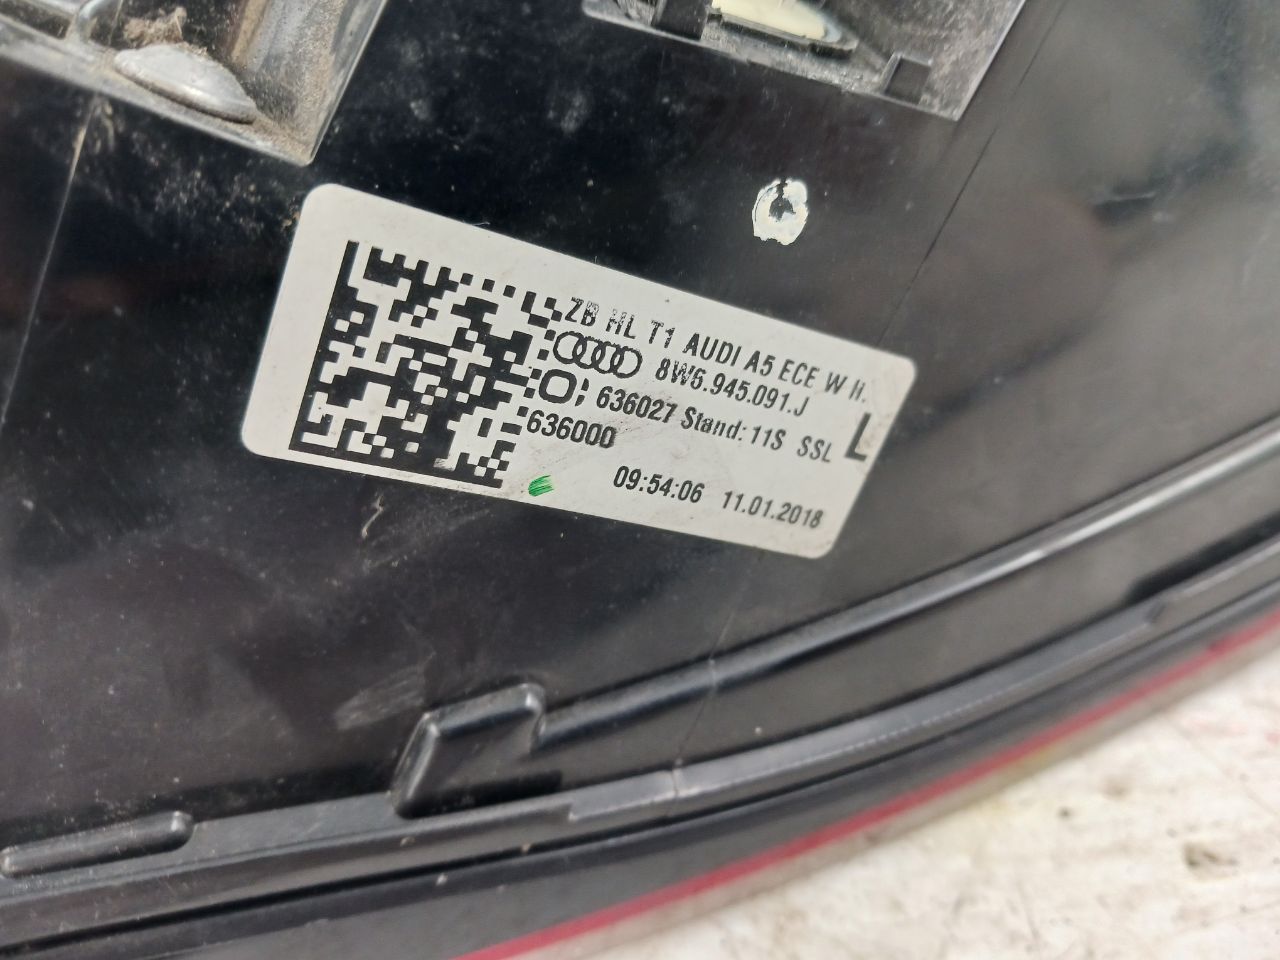 ZB HL T1 AUDI A5 ECE W H.
8W6.945.091.J
636027 Stand: 11S SSL L
636000
09:54:06 11.01.2018